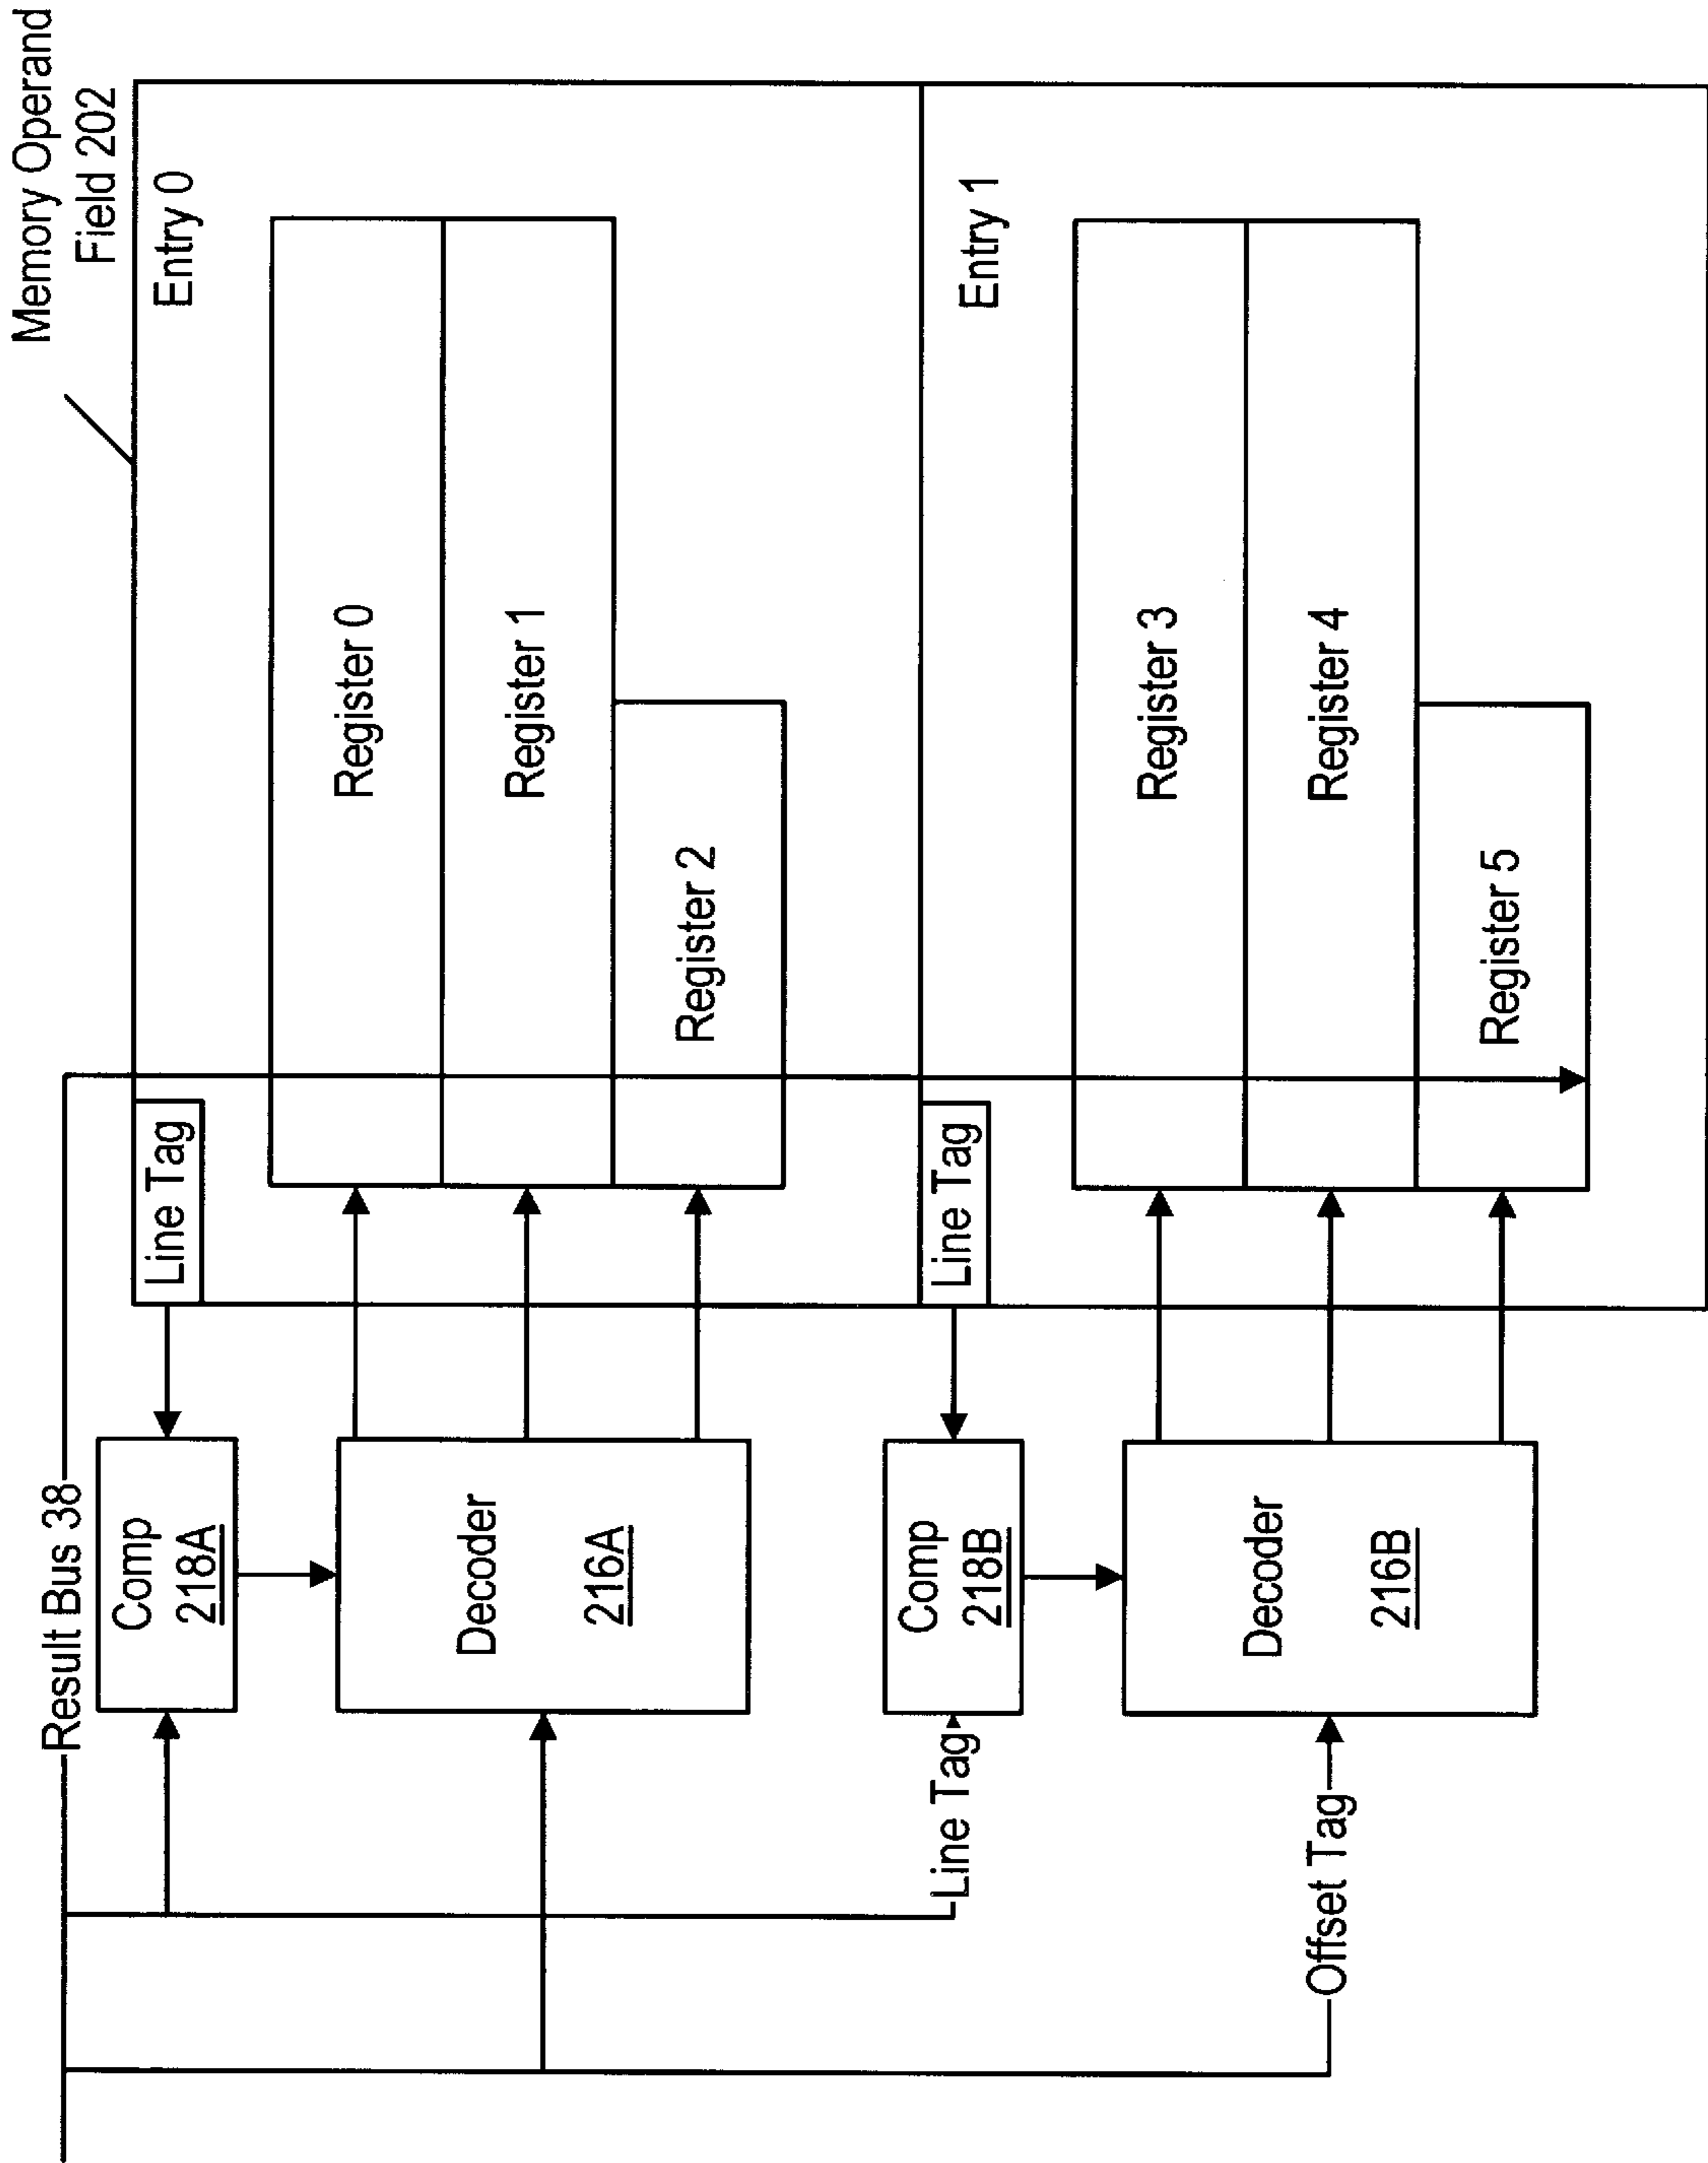 Memory Operand
Field 202
Result Bus 38
Line Tag
Entry 0
Comp
218A
Register 0
Decoder
216A
Register 1
Register 2
Line Tag
Comp
218B
Line Tag
Entry 1
Register 3
Decoder
216B
Register 4
Offset Tag
Register 5